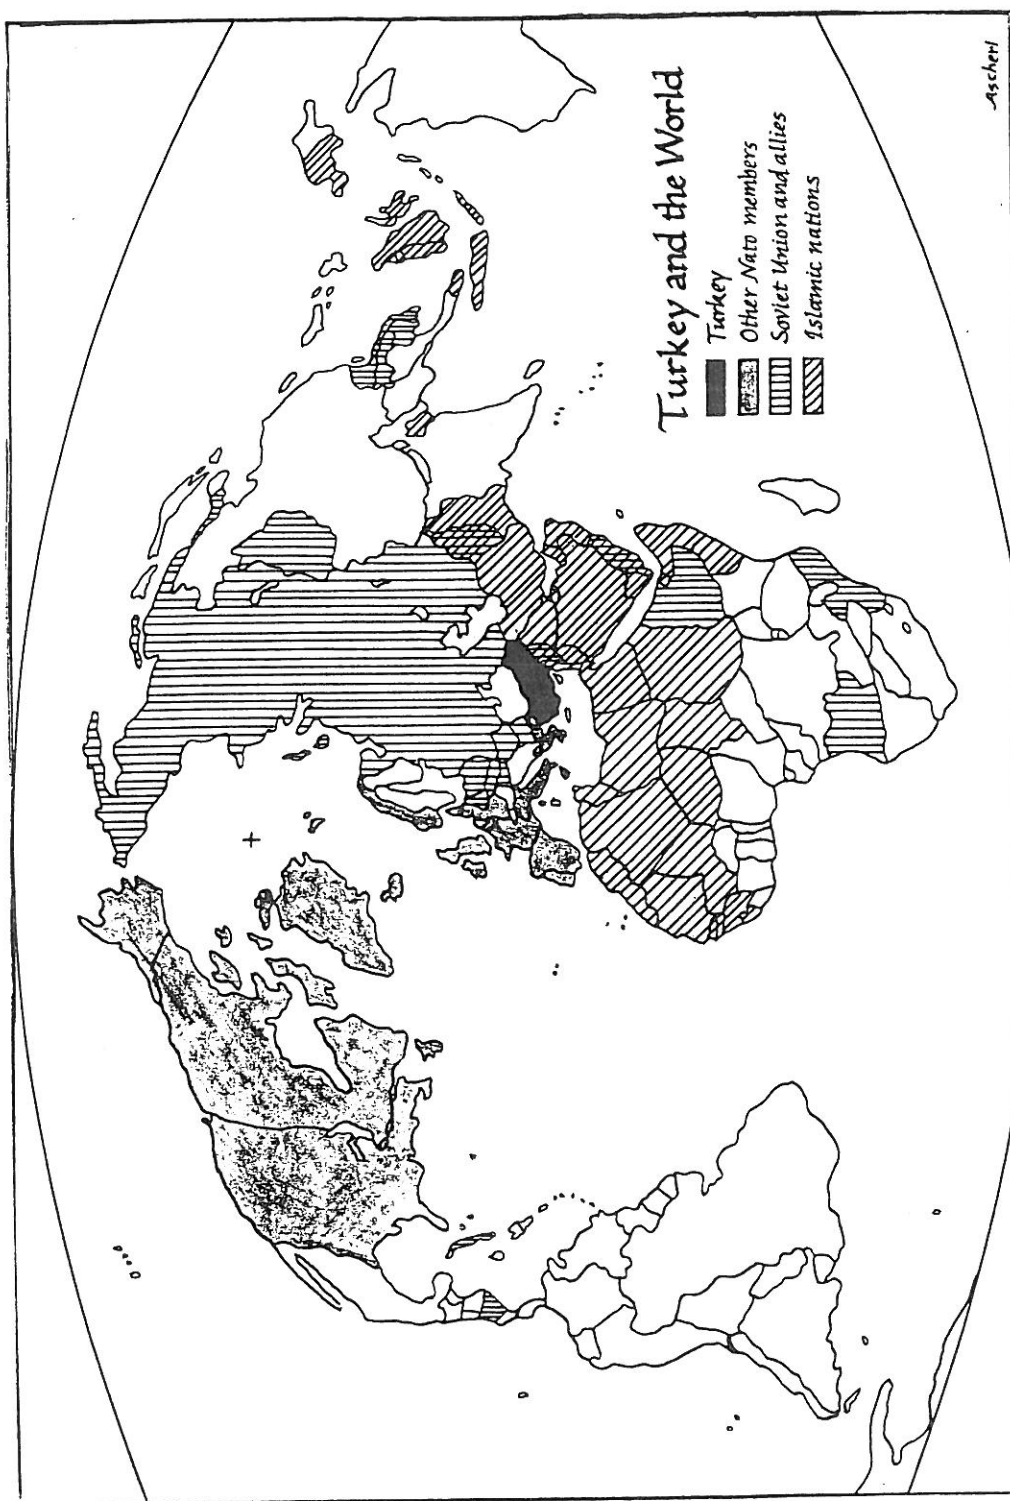 Turkey and the World
Turkey
Other Nato members
Soviet Union and allies
Islamic nations
Ascherl